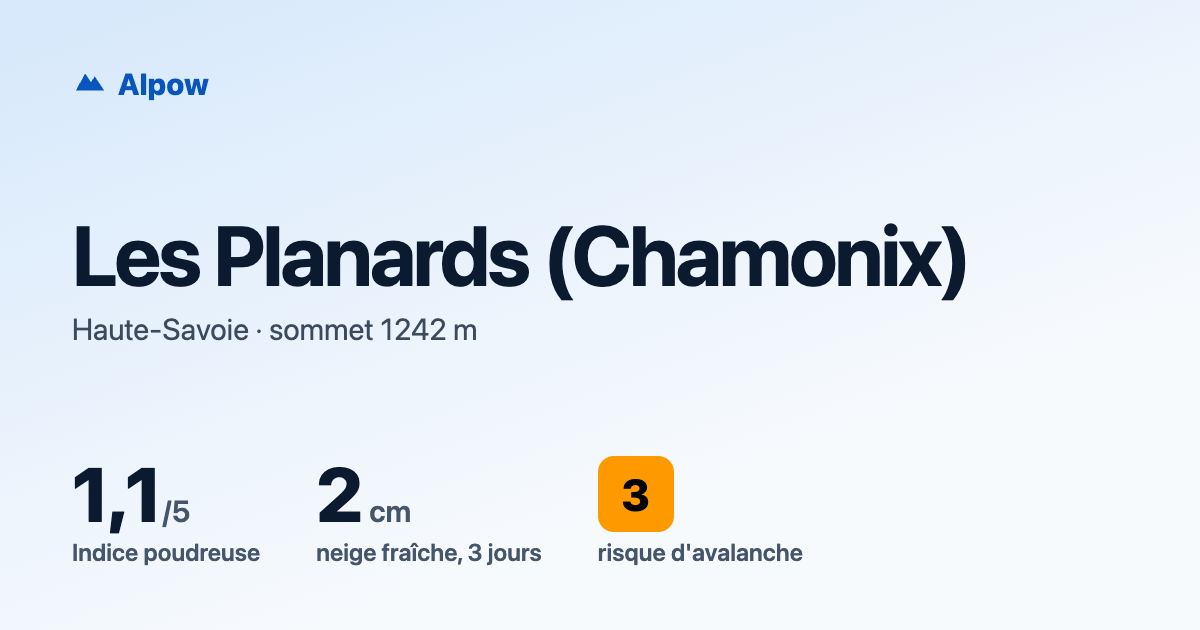 Alpow
Les Planards (Chamonix)
Haute-Savoie · sommet 1242 m
1,1/5
Indice poudreuse
2 cm
neige fraîche, 3 jours
3
risque d'avalanche